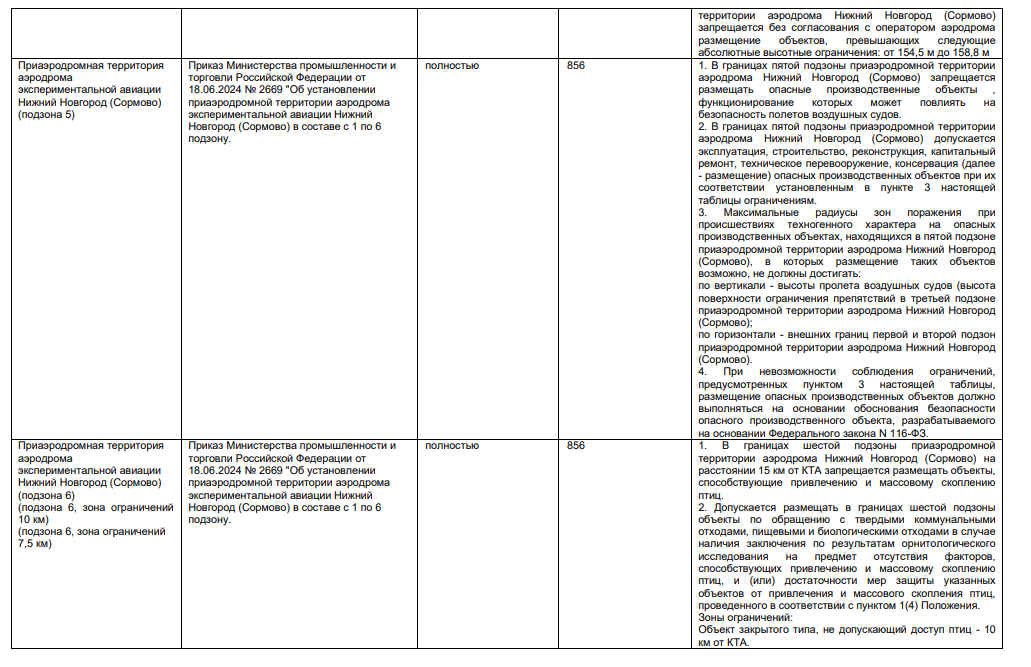 территории аэродрома Нижний Новгород (Сормово)
запрещается без согласования с оператором аэродрома
размещение объектов, превышающих следующие
абсолютные высотные ограничения: от 154,5 м до 158,8 м
Приаэродромная территория
аэродрома
экспериментальной авиации
Нижний Новгород (Сормово)
(подзона 5)
Приказ Министерства промышленности и
торговли Российской Федерации от
18.06.2024 № 2669 "Об установлении
приаэродромной территории аэродрома
экспериментальной авиации Нижний
Новгород (Сормово) в составе с 1 по 6
подзону.
полностью
856
1. В границах пятой подзоны приаэродромной территории
аэродрома Нижний Новгород (Сормово) запрещается
размещать опасные производственные объекты ,
функционирование которых может повлиять на
безопасность полетов воздушных судов.
2. В границах пятой подзоны приаэродромной территории
аэродрома Нижний Новгород (Сормово) допускается
эксплуатация, строительство, реконструкция, капитальный
ремонт, техническое перевооружение, консервация (далее
- размещение) опасных производственных объектов при их
соответствии установленным в пункте 3 настоящей
таблицы ограничениям.
3. Максимальные радиусы зон поражения при
происшествиях техногенного характера на опасных
производственных объектах, находящихся в пятой подзоне
приаэродромной территории аэродрома Нижний Новгород
(Сормово), в которых размещение таких объектов
возможно, не должны достигать:
по вертикали - высоты пролета воздушных судов (высота
поверхности ограничения препятствий в третьей подзоне
приаэродромной территории аэродрома Нижний Новгород
(Сормово);
по горизонтали - внешних границ первой и второй подзон
приаэродромной территории аэродрома Нижний Новгород
(Сормово).
4. При невозможности соблюдения ограничений,
предусмотренных пунктом 3 настоящей таблицы,
размещение опасных производственных объектов должно
выполняться на основании обоснования безопасности
опасного производственного объекта, разрабатываемого
на основании Федерального закона N 116-ФЗ.
Приаэродромная территория
аэродрома
экспериментальной авиации
Нижний Новгород (Сормово)
(подзона 6)
(подзона 6, зона ограничений
10 км)
(подзона 6, зона ограничений
7,5 км)
Приказ Министерства промышленности и
торговли Российской Федерации от
18.06.2024 № 2669 "Об установлении
приаэродромной территории аэродрома
экспериментальной авиации Нижний
Новгород (Сормово) в составе с 1 по 6
подзону.
полностью
856
1. В границах шестой подзоны приаэродромной
территории аэродрома Нижний Новгород (Сормово) на
расстоянии 15 км от КТА запрещается размещать объекты,
способствующие привлечению и массовому скоплению
птиц.
2. Допускается размещать в границах шестой подзоны
объекты по обращению с твердыми коммунальными
отходами, пищевыми и биологическими отходами в случае
наличия заключения по результатам орнитологического
исследования на предмет отсутствия факторов,
способствующих привлечению и массовому скоплению
птиц, и (или) достаточности мер защиты указанных
объектов от привлечения и массового скопления птиц,
проведенного в соответствии с пунктом 1(4) Положения.
Зоны ограничений:
Объект закрытого типа, не допускающий доступ птиц - 10
км от КТА.